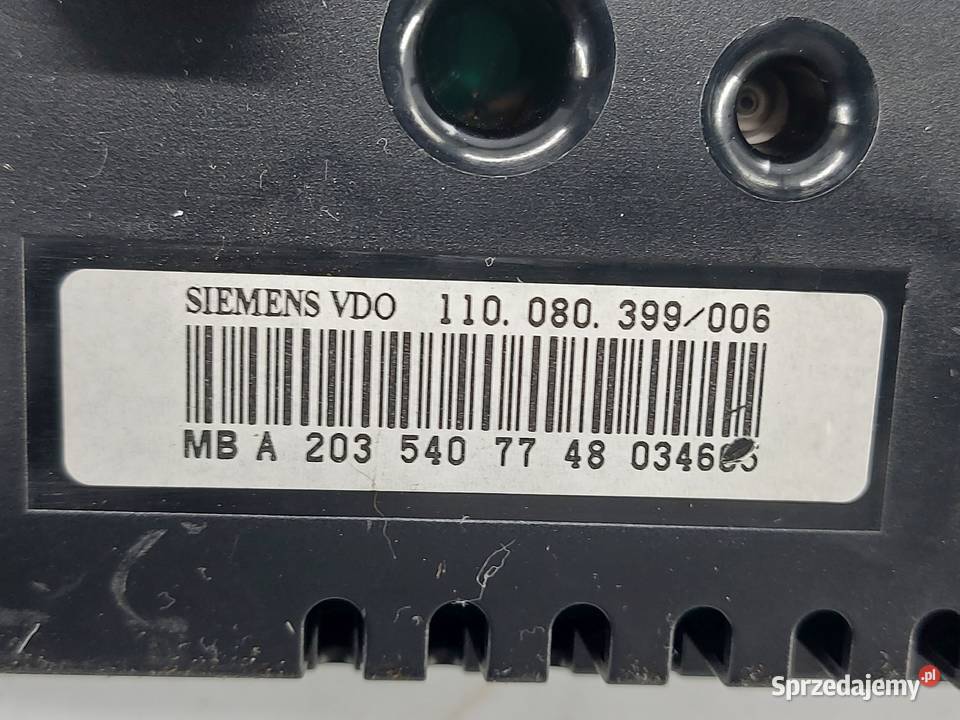 SIEMENS VDO 110.080.399/006
MB A 203 540 77 48
Sprzedajemy.pl